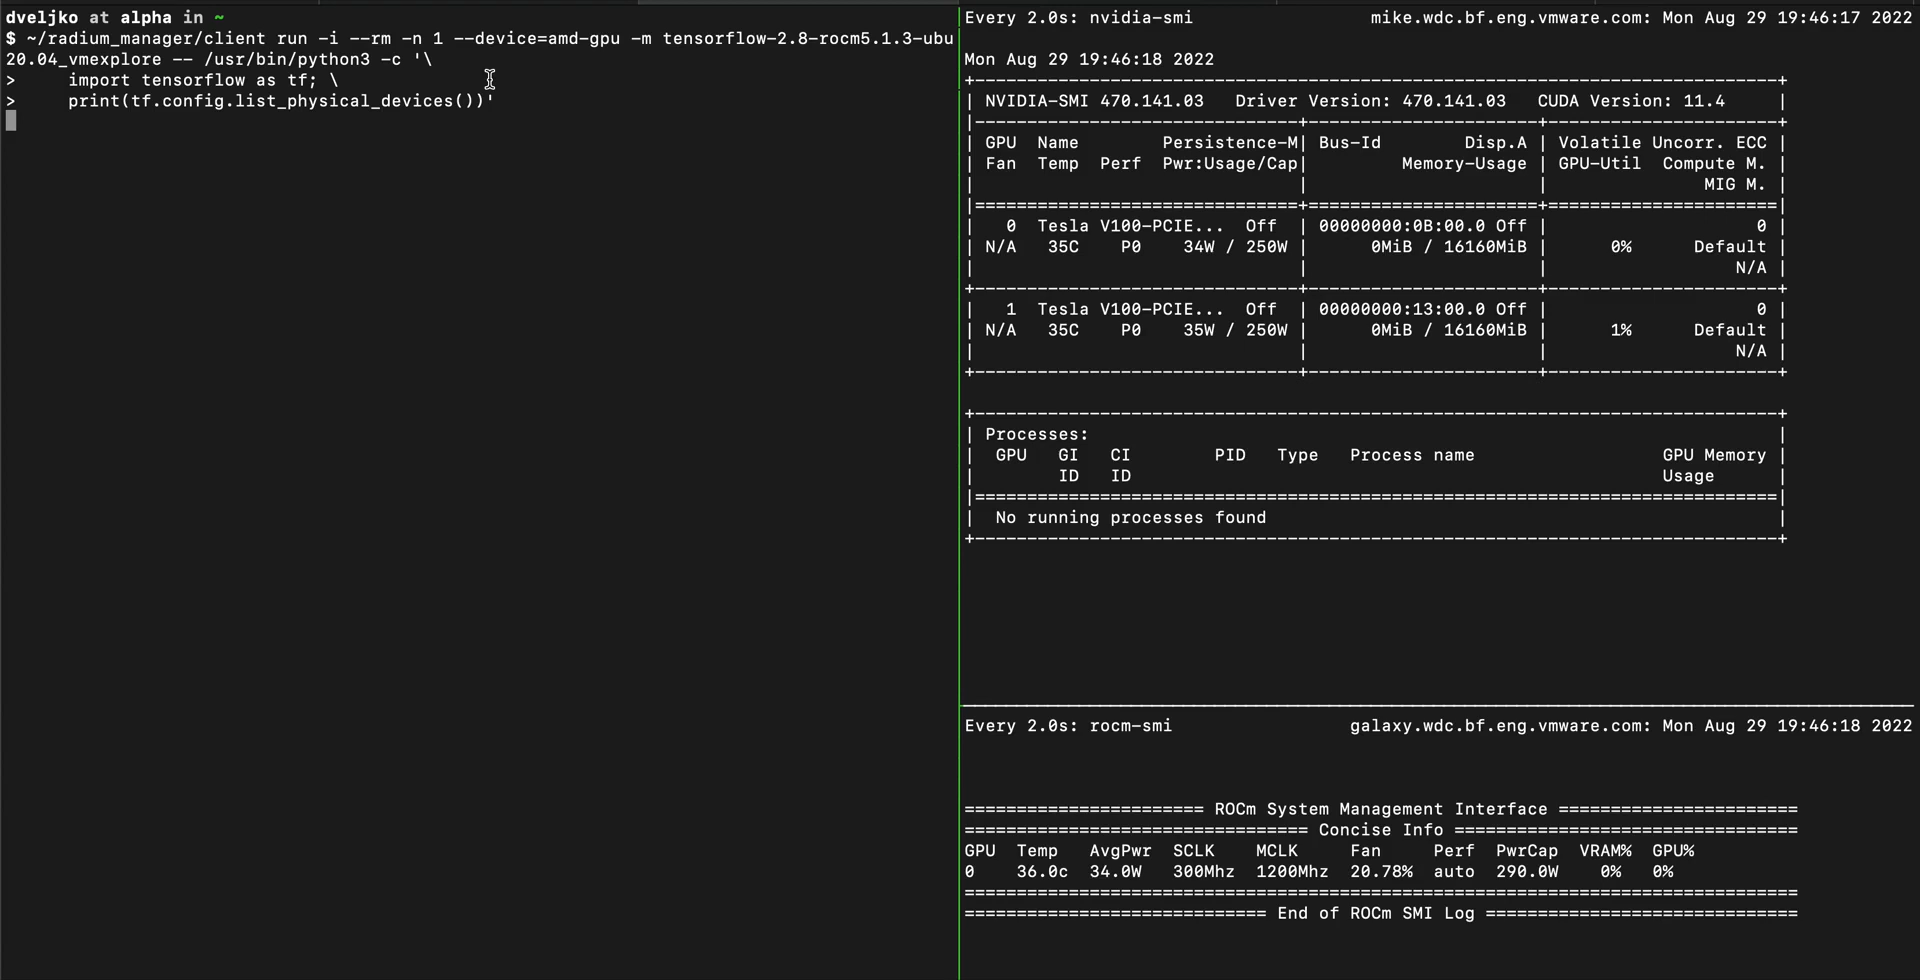 dveljko at alpha in ~
$ ~/radium_manager/client run -i --rm -n 1 --device=amd-gpu -m tensorflow-2.8-rocm5.1.3-ubu
20.04_vmexplore -- /usr/bin/python3 -c '\
>     import tensorflow as tf; \
>     print(tf.config.list_physical_devices())'
Every 2.0s: nvidia-smi                 mike.wdc.bf.eng.vmware.com: Mon Aug 29 19:46:17 2022
Mon Aug 29 19:46:18 2022
+-----------------------------------------------------------------------------+
| NVIDIA-SMI 470.141.03   Driver Version: 470.141.03   CUDA Version: 11.4     |
|-------------------------------+----------------------+----------------------+
| GPU  Name        Persistence-M| Bus-Id        Disp.A | Volatile Uncorr. ECC |
| Fan  Temp  Perf  Pwr:Usage/Cap|         Memory-Usage | GPU-Util  Compute M. |
|                               |                      |               MIG M. |
|===============================+======================+======================|
|   0  Tesla V100-PCIE...  Off  | 00000000:0B:00.0 Off |                    0 |
| N/A   35C    P0    34W / 250W |      0MiB / 16160MiB |      0%      Default |
|                               |                      |                  N/A |
+-------------------------------+----------------------+----------------------+
|   1  Tesla V100-PCIE...  Off  | 00000000:13:00.0 Off |                    0 |
| N/A   35C    P0    35W / 250W |      0MiB / 16160MiB |      1%      Default |
|                               |                      |                  N/A |
+-------------------------------+----------------------+----------------------+
+-----------------------------------------------------------------------------+
| Processes:                                                                  |
|  GPU   GI   CI        PID   Type   Process name                  GPU Memory |
|        ID   ID                                                   Usage      |
|=============================================================================|
|  No running processes found                                                 |
+-----------------------------------------------------------------------------+
Every 2.0s: rocm-smi                 galaxy.wdc.bf.eng.vmware.com: Mon Aug 29 19:46:18 2022
======================= ROCm System Management Interface =======================
================================= Concise Info =================================
GPU  Temp   AvgPwr  SCLK    MCLK     Fan     Perf  PwrCap  VRAM%  GPU%
0    36.0c  34.0W   300Mhz  1200Mhz  20.78%  auto  290.0W    0%   0%
================================================================================
============================= End of ROCm SMI Log ==============================